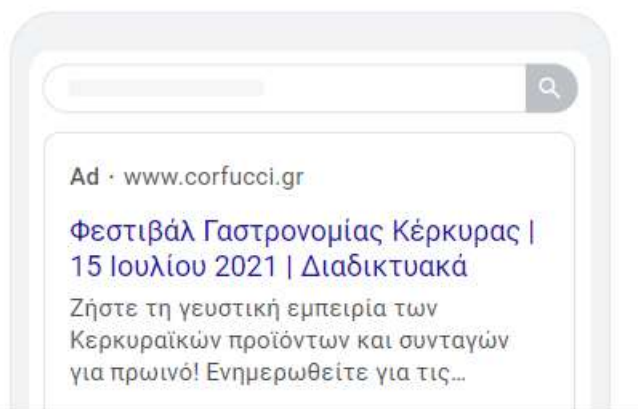 Ad · www.corfucci.gr
Φεστιβάλ Γαστρονομίας Κέρκυρας |
15 Ιουλίου 2021 | Διαδικτυακά
Ζήστε τη γευστική εμπειρία των
Κερκυραϊκών προϊόντων και συνταγών
για πρωινό! Ενημερωθείτε για τις...